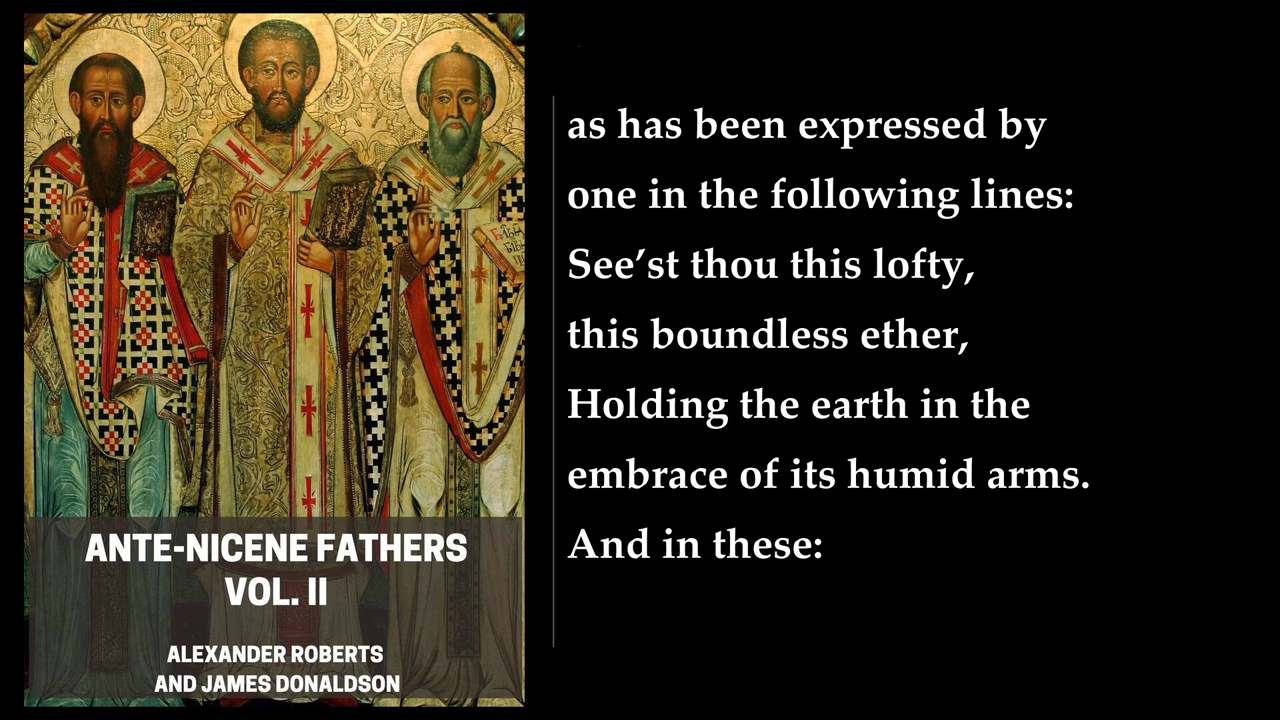 ANTE-NICENE FATHERS
VOL. II
ALEXANDER ROBERTS
AND JAMES DONALDSON
as has been expressed by
one in the following lines:
See’st thou this lofty,
this boundless ether,
Holding the earth in the
embrace of its humid arms.
And in these: